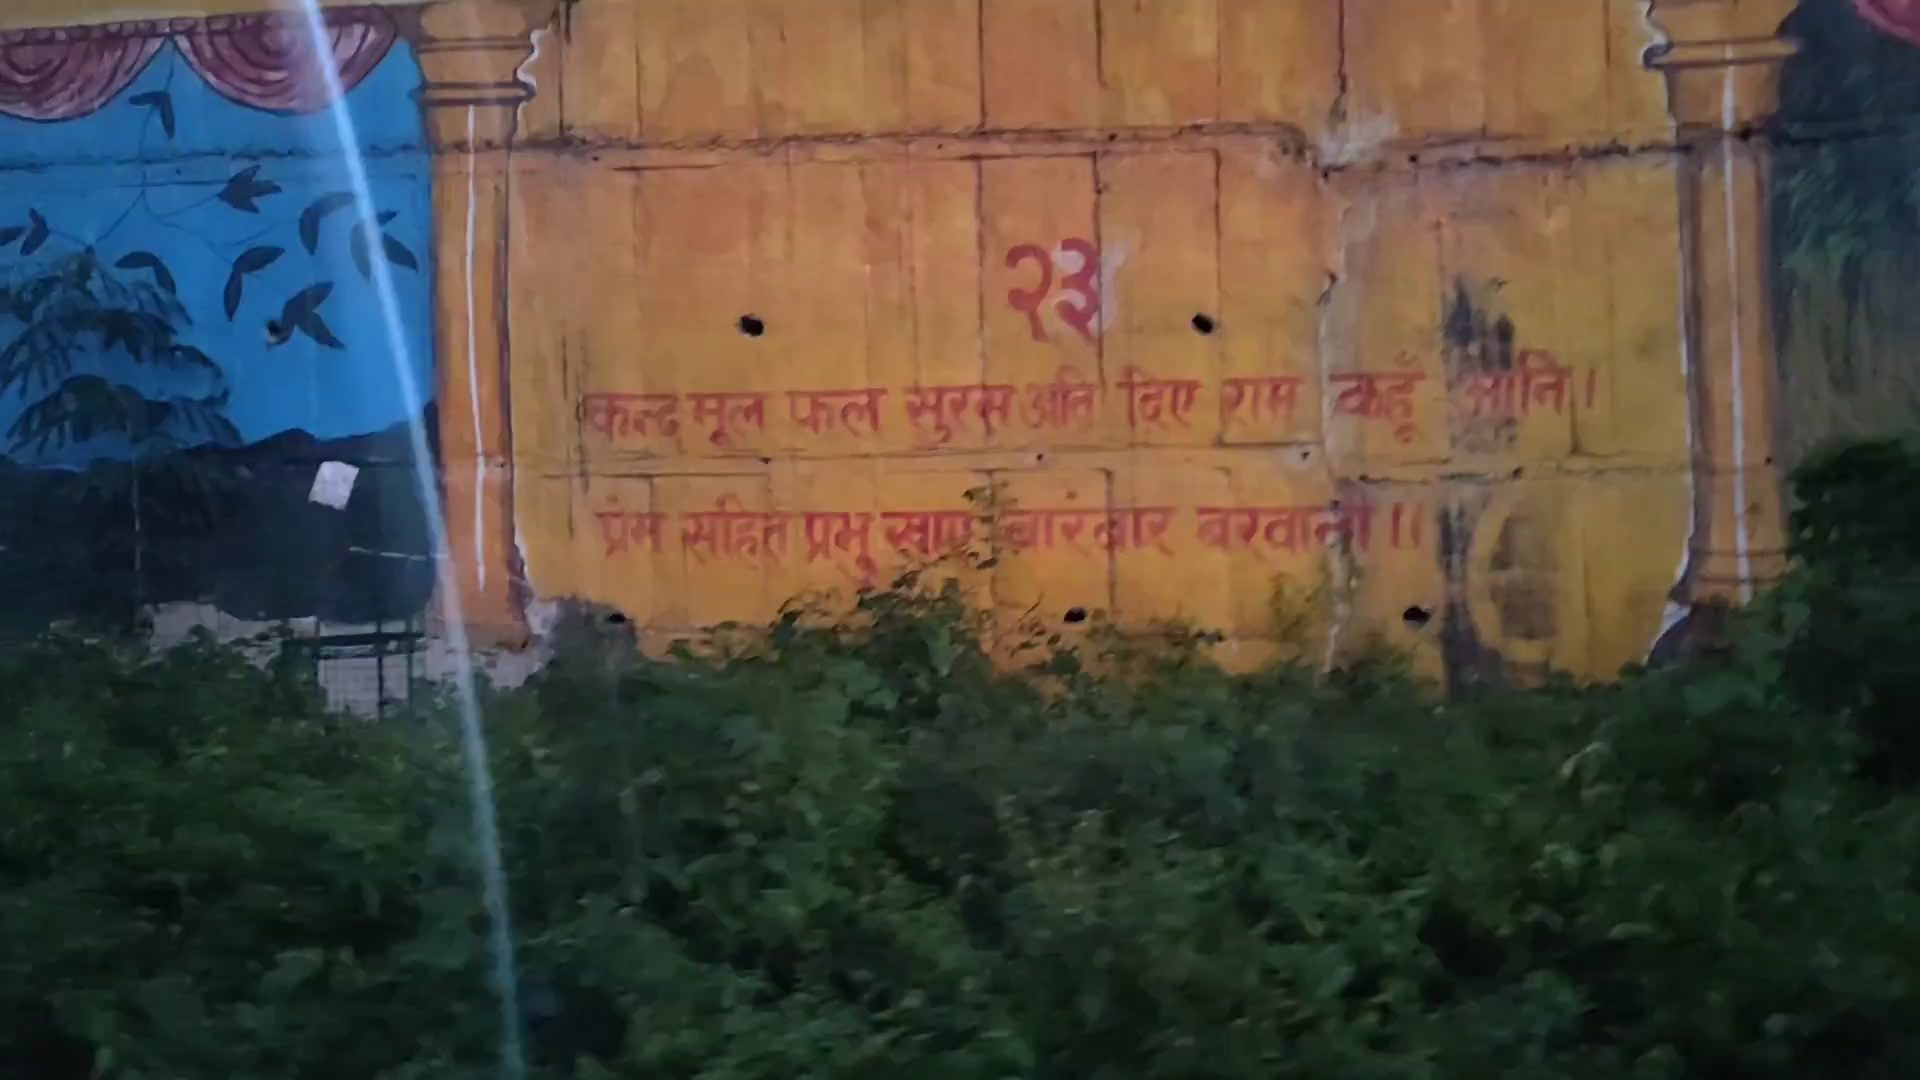 २३
कन्द मूल फल सुरस अति दिए राम कहूँ आनि।
प्रेम सहित प्रभु खाए बारंबार बखानी।।